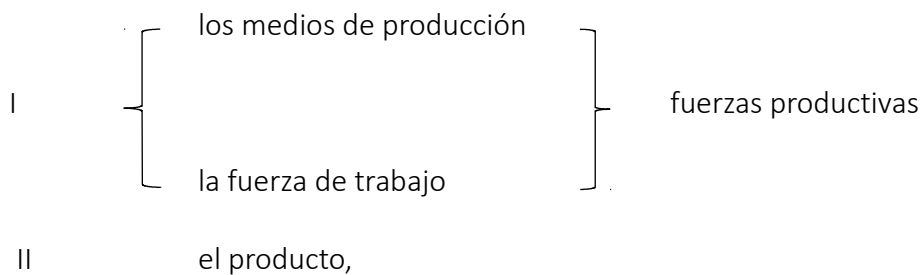 los medios de producción
I fuerzas productivas
la fuerza de trabajo
II el producto,